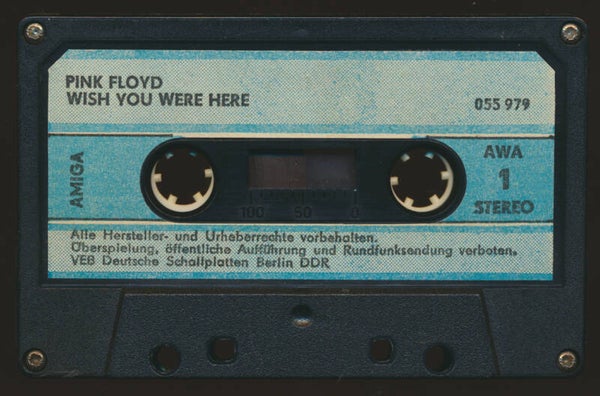 PINK FLOYD
WISH YOU WERE HERE
055 979
AMIGA
AWA
1
STEREO
100 50 0
Alle Hersteller- und Urheberrechte vorbehalten.
Überspielung, öffentliche Aufführung und Rundfunksendung verboten.
VEB Deutsche Schallplatten Berlin DDR